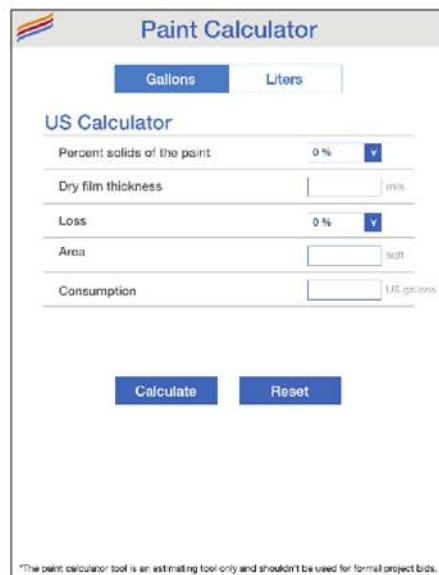 Paint Calculator
Gallons Liters
US Calculator
Percent solids of the paint 0 % v
Dry film thickness mils
Loss 0 % v
Area sqft
Consumption US gallons
Calculate Reset
*The paint calculator tool is an estimating tool only and shouldn't be used for formal project bids.